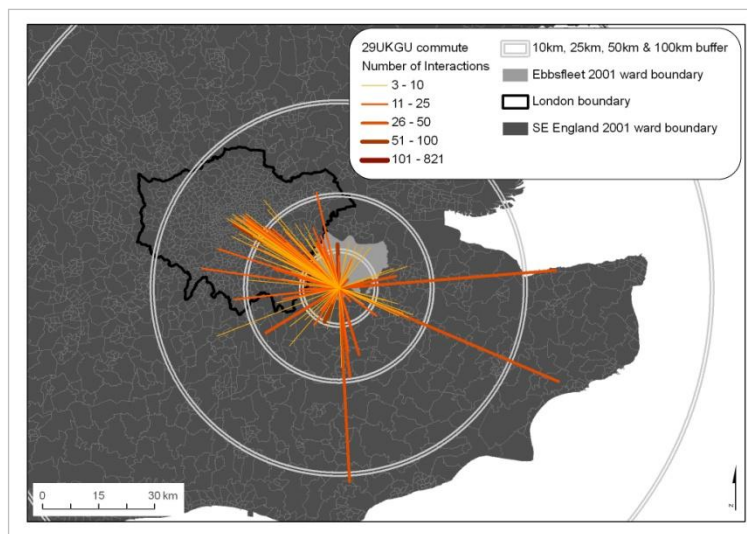 29UKGU commute
Number of Interactions
3 - 10
11 - 25
26 - 50
51 - 100
101 - 821
10km, 25km, 50km & 100km buffer
Ebbsfleet 2001 ward boundary
London boundary
SE England 2001 ward boundary
0 15 30 km
N